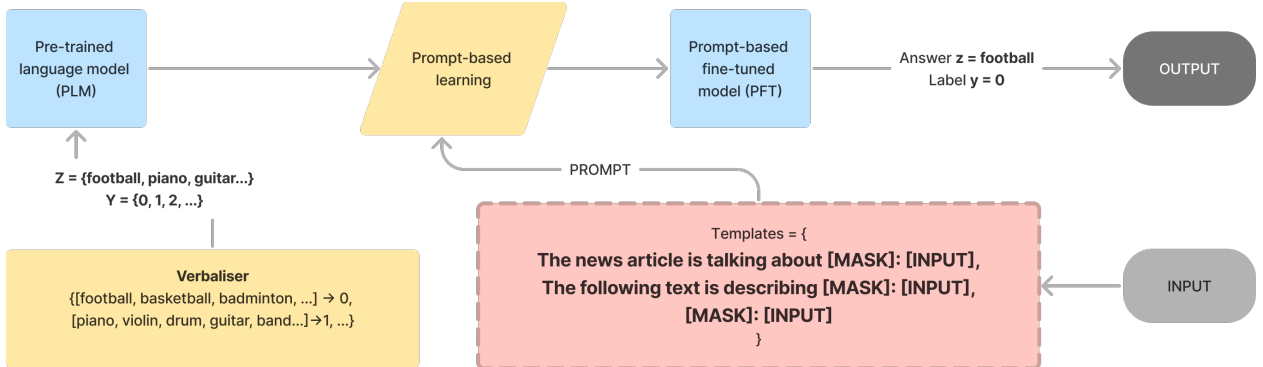 Pre-trained
language model
(PLM)
Prompt-based
learning
Prompt-based
fine-tuned
model (PFT)
Answer z = football
Label y = 0
OUTPUT
Z = {football, piano, guitar...}
Y = {0, 1, 2, ...}
PROMPT
Verbaliser
{[football, basketball, badminton, ...] → 0,
[piano, violin, drum, guitar, band...]→1, ...}
Templates = {
The news article is talking about [MASK]: [INPUT],
The following text is describing [MASK]: [INPUT],
[MASK]: [INPUT]
}
INPUT